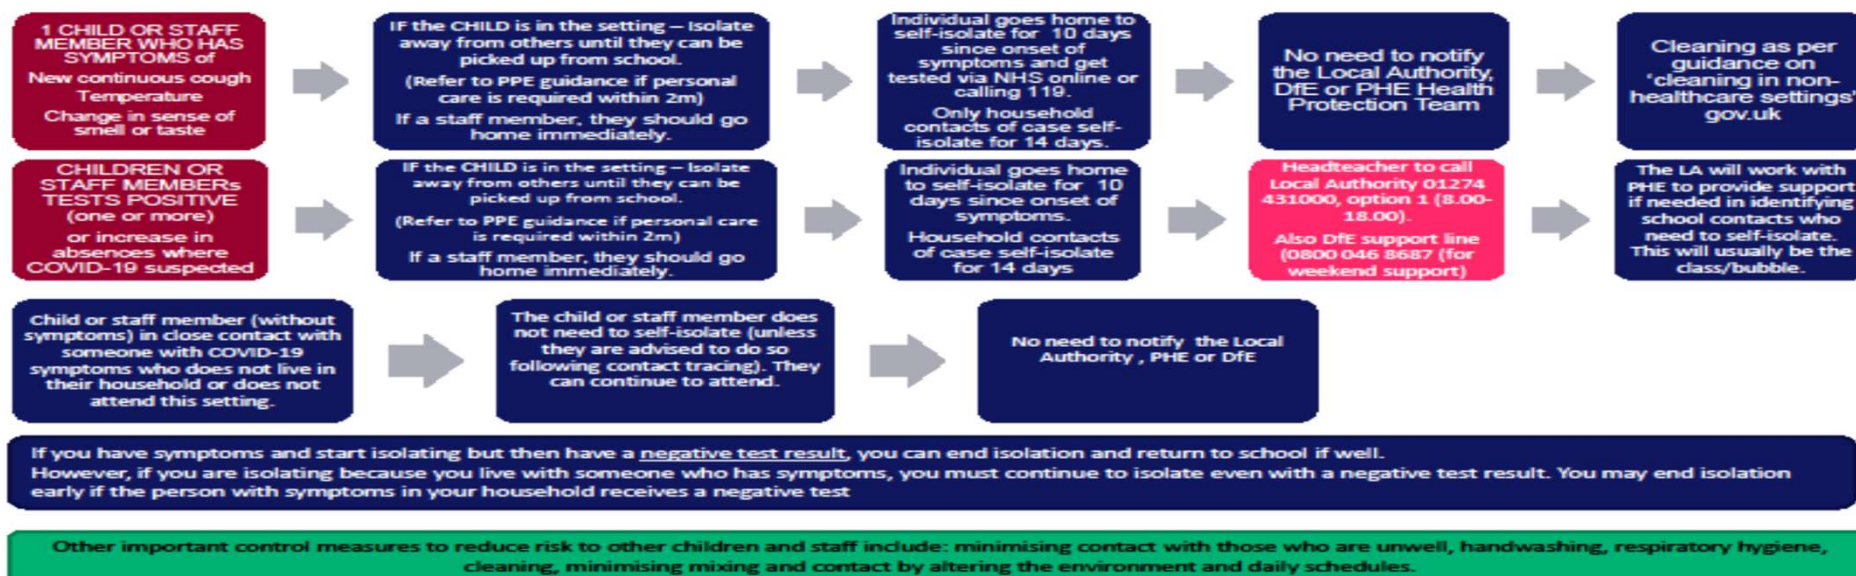 1 CHILD OR STAFF
MEMBER WHO HAS
SYMPTOMS of
New continuous cough
Temperature
Change in sense of
smell or taste
IF the CHILD is in the setting – Isolate
away from others until they can be
picked up from school.
(Refer to PPE guidance if personal
care is required within 2m)
If a staff member, they should go
home immediately.
Individual goes home to
self-isolate for 10 days
since onset of
symptoms and get
tested via NHS online or
calling 119.
Only household
contacts of case self-
isolate for 14 days.
No need to notify
the Local Authority,
DfE or PHE Health
Protection Team
Cleaning as per
guidance on
'cleaning in non-
healthcare settings'
gov.uk
CHILDREN OR
STAFF MEMBERs
TESTS POSITIVE
(one or more)
or increase in
absences where
COVID-19 suspected
IF the CHILD is in the setting – Isolate
away from others until they can be
picked up from school.
(Refer to PPE guidance if personal care
is required within 2m)
If a staff member, they should go
home immediately.
Individual goes home
to self-isolate for 10
days since onset of
symptoms.
Household contacts
of case self-isolate
for 14 days
Headteacher to call
Local Authority 01274
431000, option 1 (8.00-
18.00).
Also DfE support line
(0800 046 8687 (for
weekend support)
The LA will work with
PHE to provide support
if needed in identifying
school contacts who
need to self-isolate.
This will usually be the
class/bubble.
Child or staff member (without
symptoms) in close contact with
someone with COVID-19
symptoms who does not live in
their household or does not
attend this setting.
The child or staff member does
not need to self-isolate (unless
they are advised to do so
following contact tracing). They
can continue to attend.
No need to notify the Local
Authority , PHE or DfE
If you have symptoms and start isolating but then have a negative test result, you can end isolation and return to school if well.
However, if you are isolating because you live with someone who has symptoms, you must continue to isolate even with a negative test result. You may end isolation
early if the person with symptoms in your household receives a negative test
Other important control measures to reduce risk to other children and staff include: minimising contact with those who are unwell, handwashing, respiratory hygiene,
cleaning, minimising mixing and contact by altering the environment and daily schedules.